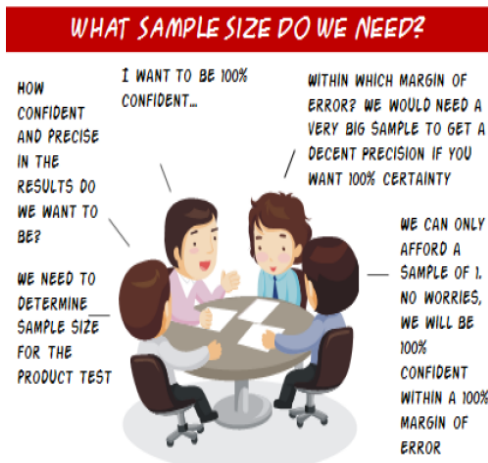 WHAT SAMPLE SIZE DO WE NEED?
HOW
CONFIDENT
AND PRECISE
IN THE
RESULTS DO
WE WANT TO
BE?
WE NEED TO
DETERMINE
SAMPLE SIZE
FOR THE
PRODUCT TEST
I WANT TO BE 100%
CONFIDENT...
WITHIN WHICH MARGIN OF
ERROR? WE WOULD NEED A
VERY BIG SAMPLE TO GET A
DECENT PRECISION IF YOU
WANT 100% CERTAINTY
WE CAN ONLY
AFFORD A
SAMPLE OF 1.
NO WORRIES,
WE WILL BE
100%
CONFIDENT
WITHIN A 100%
MARGIN OF
ERROR